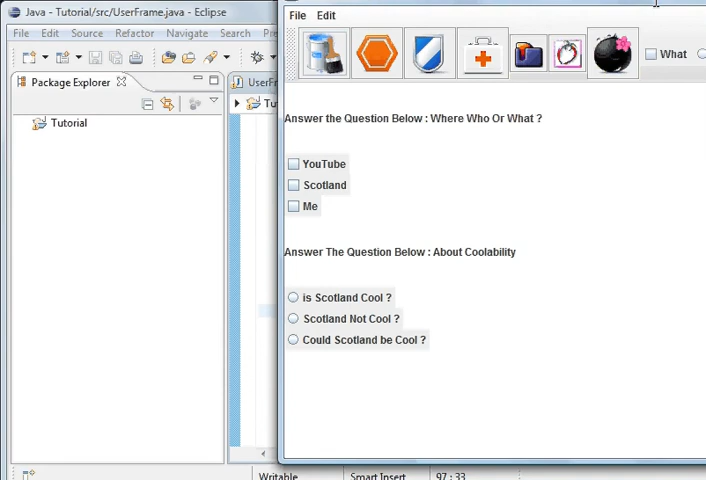 Java - Tutorial/src/UserFrame.java - Eclipse
File Edit Source Refactor Navigate Search
Package Explorer
Tutorial
Writable Smart Insert 97 : 33
File Edit
What
Answer the Question Below : Where Who Or What ?
YouTube
Scotland
Me
Answer The Question Below : About Coolability
is Scotland Cool ?
Scotland Not Cool ?
Could Scotland be Cool ?